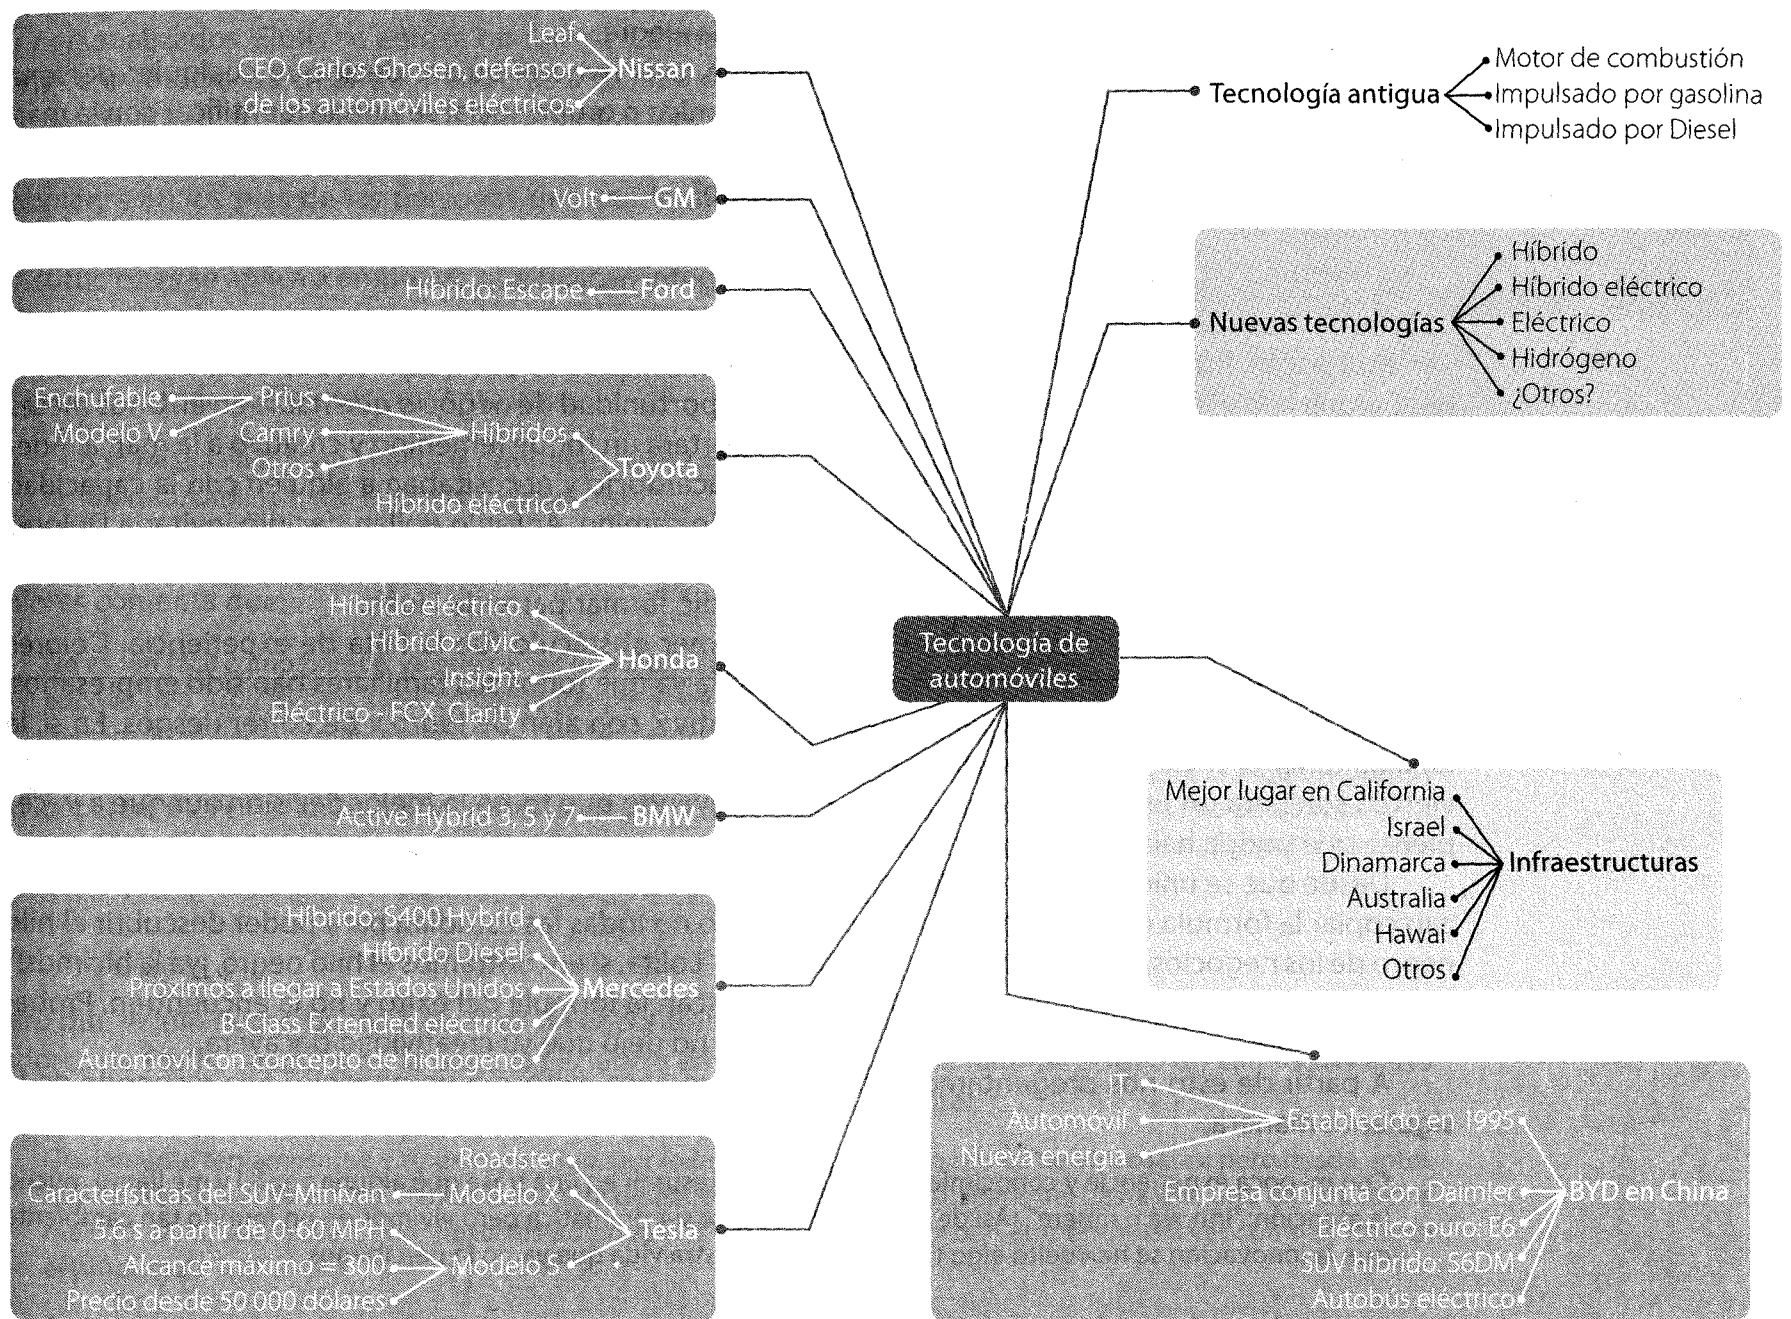 Leaf
CEO, Carlos Ghosen, defensor
de los automóviles eléctricos
Nissan
Volt
GM
Híbrido: Escape
Ford
Enchufable
Modelo V
Prius
Camry
Otros
Híbridos
Híbrido eléctrico
Toyota
Híbrido eléctrico
Híbrido: Civic
Insight
Eléctrico - FCX Clarity
Honda
Active Hybrid 3, 5 y 7
BMW
Híbrido: S400 Hybrid
Híbrido Diesel
Próximos a llegar a Estados Unidos
B-Class Extended eléctrico
Automóvil con concepto de hidrógeno
Mercedes
Roadster
Características del SUV-Minivan
Modelo X
5.6 s a partir de 0-60 MPH
Alcance máximo = 300
Precio desde 50 000 dólares
Modelo S
Tesla
Tecnología de
automóviles
Tecnología antigua
Motor de combustión
Impulsado por gasolina
Impulsado por Diesel
Nuevas tecnologías
Híbrido
Híbrido eléctrico
Eléctrico
Hidrógeno
¿Otros?
Mejor lugar en California
Israel
Dinamarca
Australia
Hawai
Otros
Infraestructuras
IT
Automóvil
Nueva energía
Establecido en 1995
Empresa conjunta con Daimler
Eléctrico puro: E6
SUV híbrido: S6DM
Autobús eléctrico
BYD en China